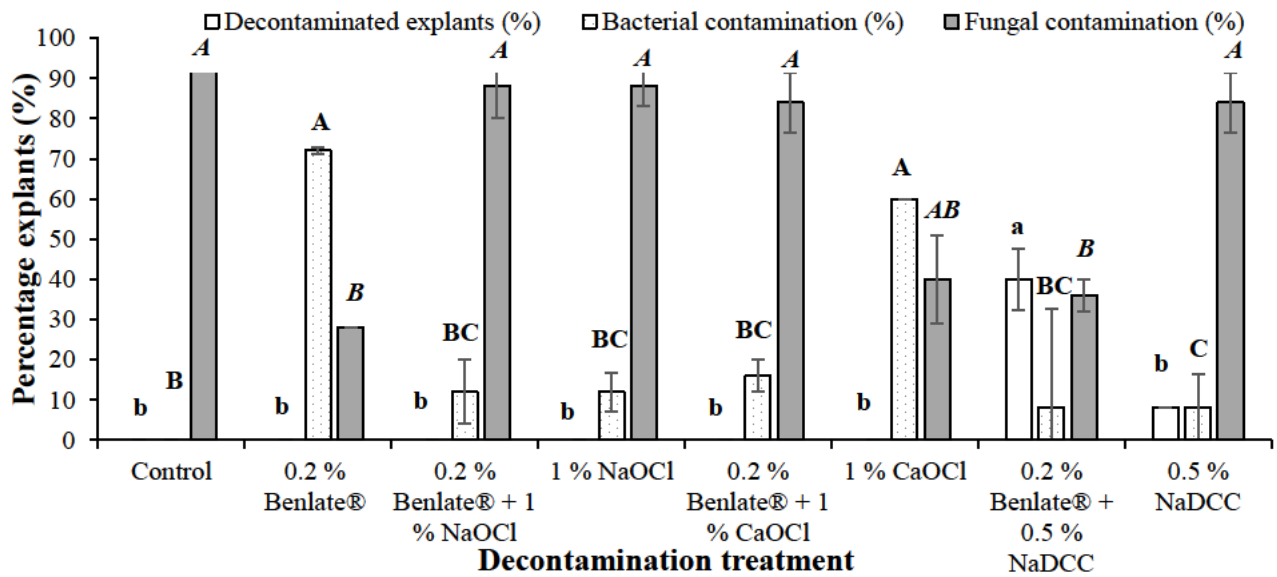 Decontaminated explants (%) Bacterial contamination (%) Fungal contamination (%)
Percentage explants (%)
100
90
80
70
60
50
40
30
20
10
0
b B A
b A B
b BC A
b BC A
b BC A
b A AB
a BC B
b C A
Control
0.2 %
Benlate®
0.2 %
Benlate® + 1
% NaOCl
1 % NaOCl
0.2 %
Benlate® + 1
% CaOCl
1 % CaOCl
0.2 %
Benlate® +
0.5 %
NaDCC
0.5 %
NaDCC
Decontamination treatment